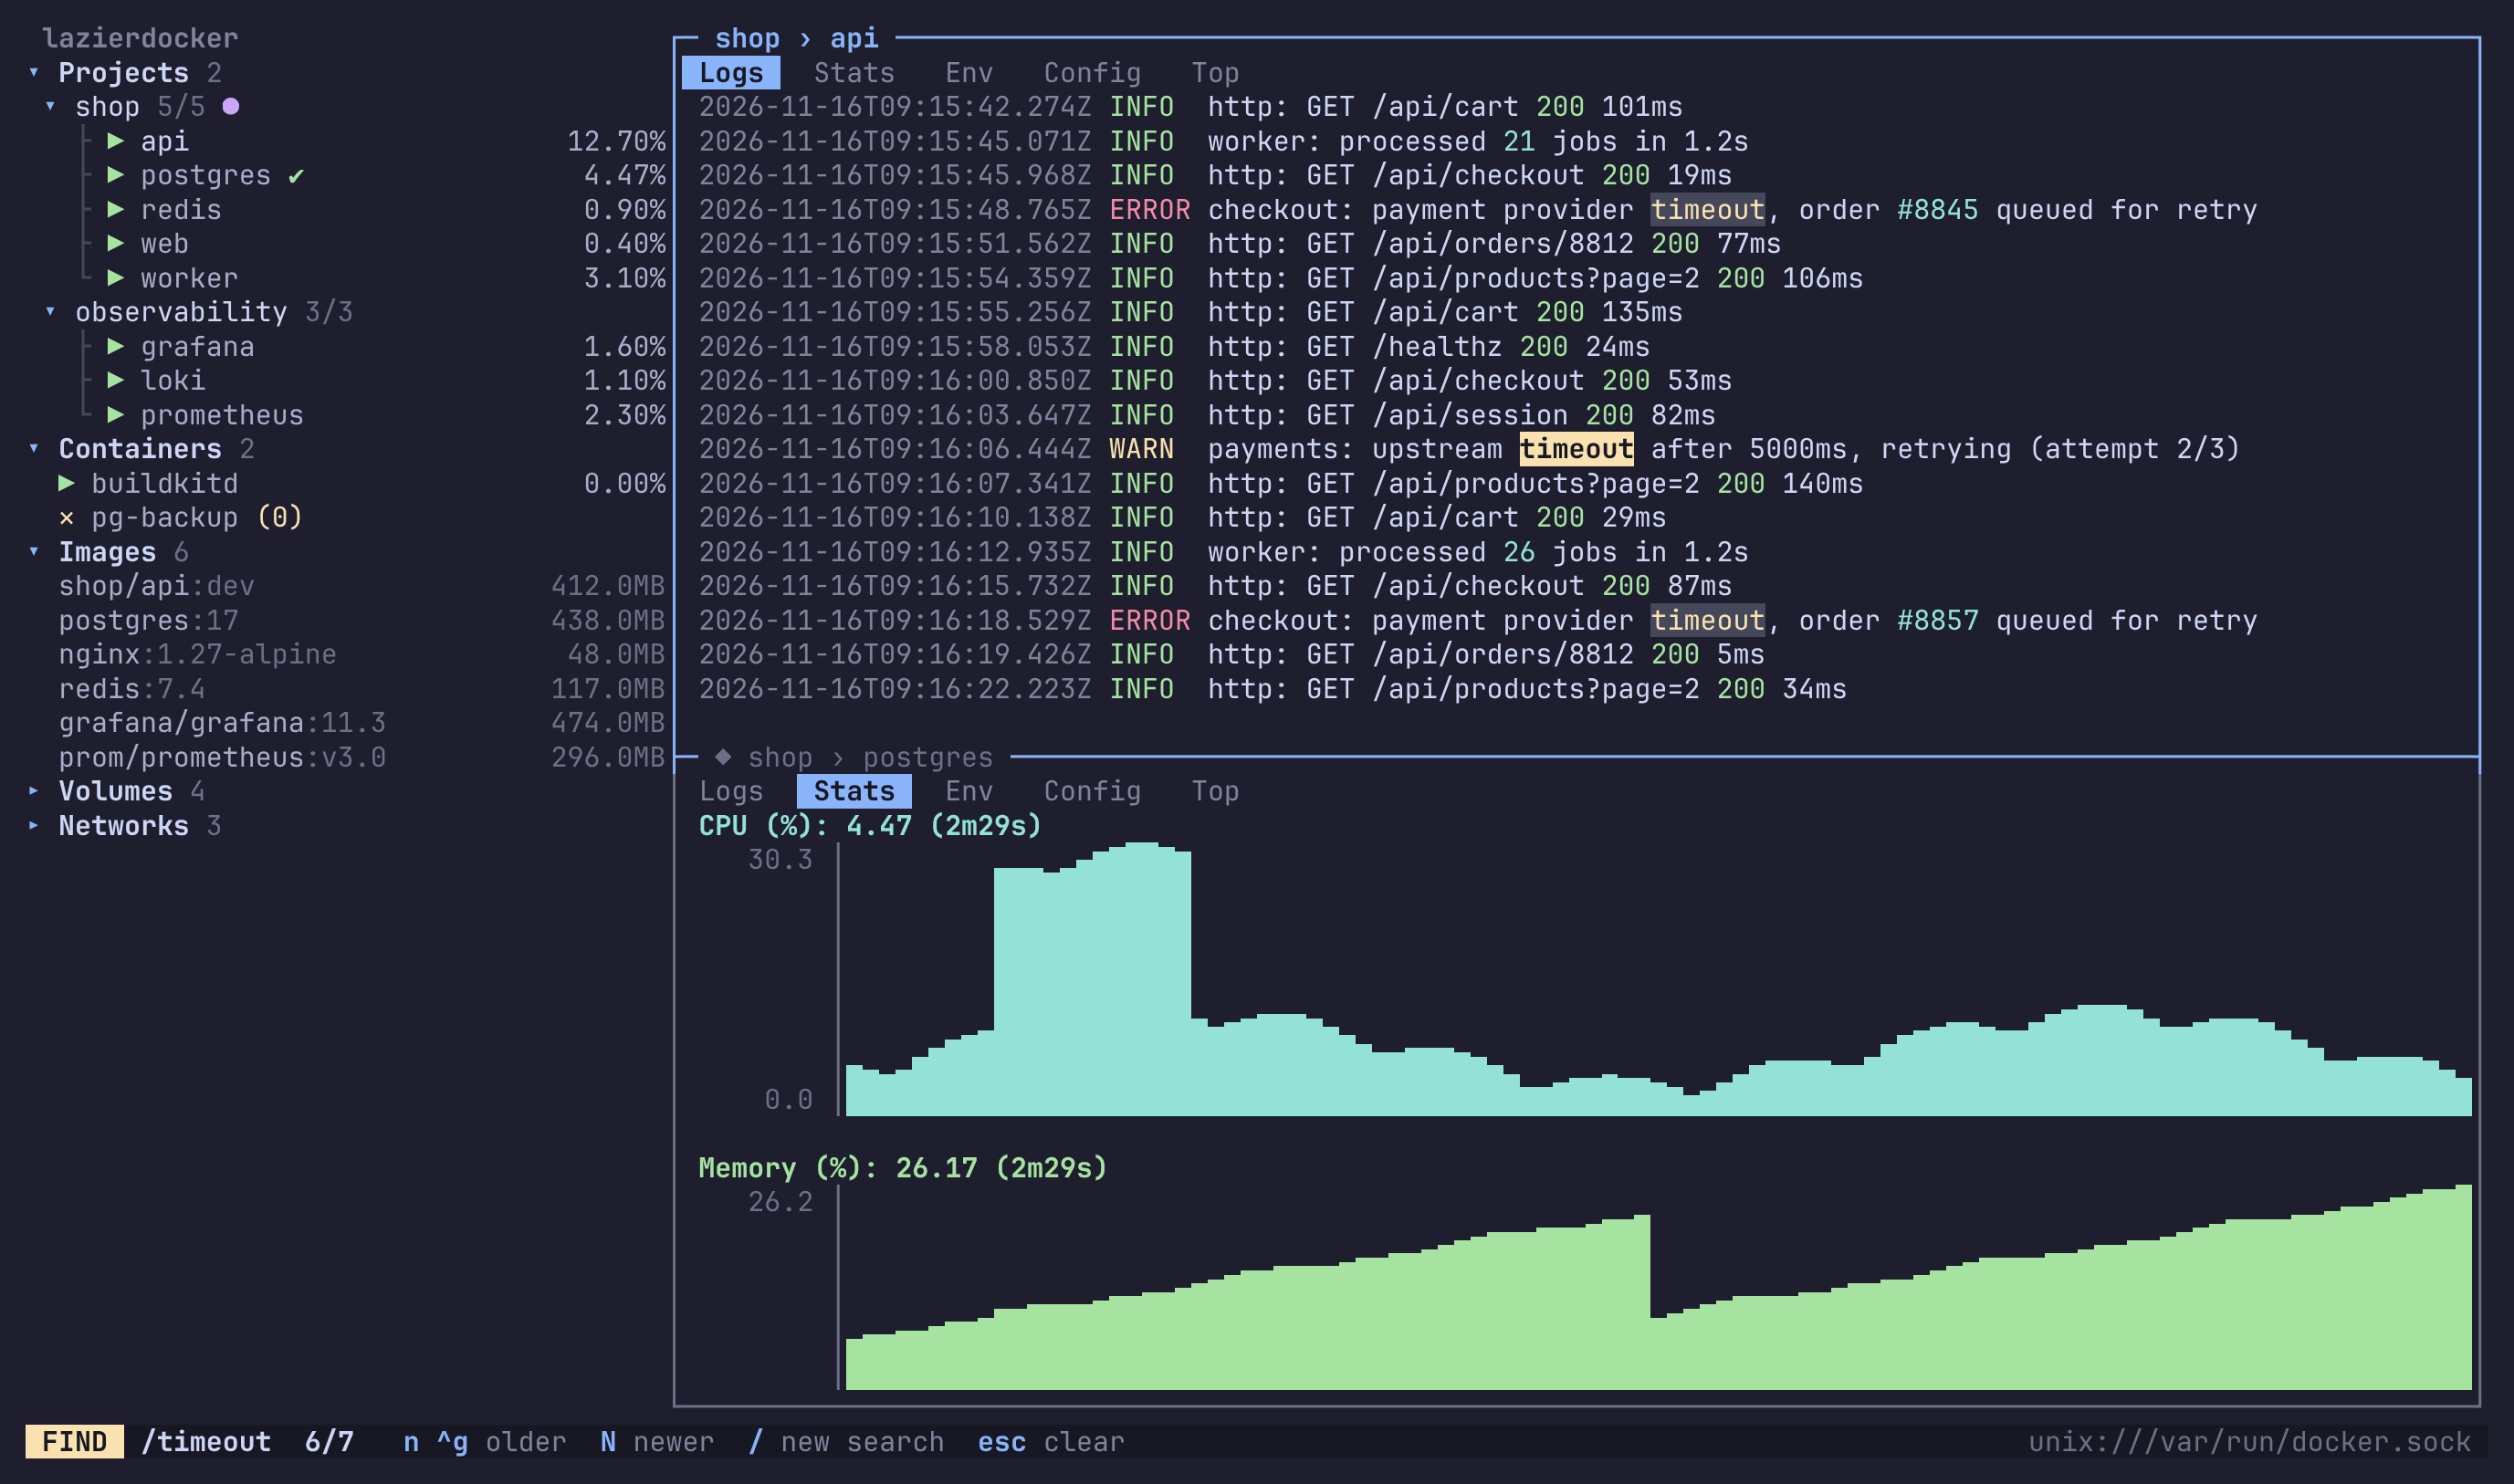 lazierdocker
▾ Projects 2
▾ shop 5/5 ●
▶ api 12.70%
▶ postgres ✔ 4.47%
▶ redis 0.90%
▶ web 0.40%
▶ worker 3.10%
▾ observability 3/3
▶ grafana 1.60%
▶ loki 1.10%
▶ prometheus 2.30%
▾ Containers 2
▶ buildkitd 0.00%
× pg-backup (0)
▾ Images 6
shop/api:dev 412.0MB
postgres:17 438.0MB
nginx:1.27-alpine 48.0MB
redis:7.4 117.0MB
grafana/grafana:11.3 474.0MB
prom/prometheus:v3.0 296.0MB
▸ Volumes 4
▸ Networks 3
shop › api
Logs Stats Env Config Top
2026-11-16T09:15:42.274Z INFO http: GET /api/cart 200 101ms
2026-11-16T09:15:45.071Z INFO worker: processed 21 jobs in 1.2s
2026-11-16T09:15:45.968Z INFO http: GET /api/checkout 200 19ms
2026-11-16T09:15:48.765Z ERROR checkout: payment provider timeout, order #8845 queued for retry
2026-11-16T09:15:51.562Z INFO http: GET /api/orders/8812 200 77ms
2026-11-16T09:15:54.359Z INFO http: GET /api/products?page=2 200 106ms
2026-11-16T09:15:55.256Z INFO http: GET /api/cart 200 135ms
2026-11-16T09:15:58.053Z INFO http: GET /healthz 200 24ms
2026-11-16T09:16:00.850Z INFO http: GET /api/checkout 200 53ms
2026-11-16T09:16:03.647Z INFO http: GET /api/session 200 82ms
2026-11-16T09:16:06.444Z WARN payments: upstream timeout after 5000ms, retrying (attempt 2/3)
2026-11-16T09:16:07.341Z INFO http: GET /api/products?page=2 200 140ms
2026-11-16T09:16:10.138Z INFO http: GET /api/cart 200 29ms
2026-11-16T09:16:12.935Z INFO worker: processed 26 jobs in 1.2s
2026-11-16T09:16:15.732Z INFO http: GET /api/checkout 200 87ms
2026-11-16T09:16:18.529Z ERROR checkout: payment provider timeout, order #8857 queued for retry
2026-11-16T09:16:19.426Z INFO http: GET /api/orders/8812 200 5ms
2026-11-16T09:16:22.223Z INFO http: GET /api/products?page=2 200 34ms
◆ shop › postgres
Logs Stats Env Config Top
CPU (%): 4.47 (2m29s)
30.3
0.0
Memory (%): 26.17 (2m29s)
26.2
FIND /timeout 6/7 n ^g older N newer / new search esc clear unix:///var/run/docker.sock